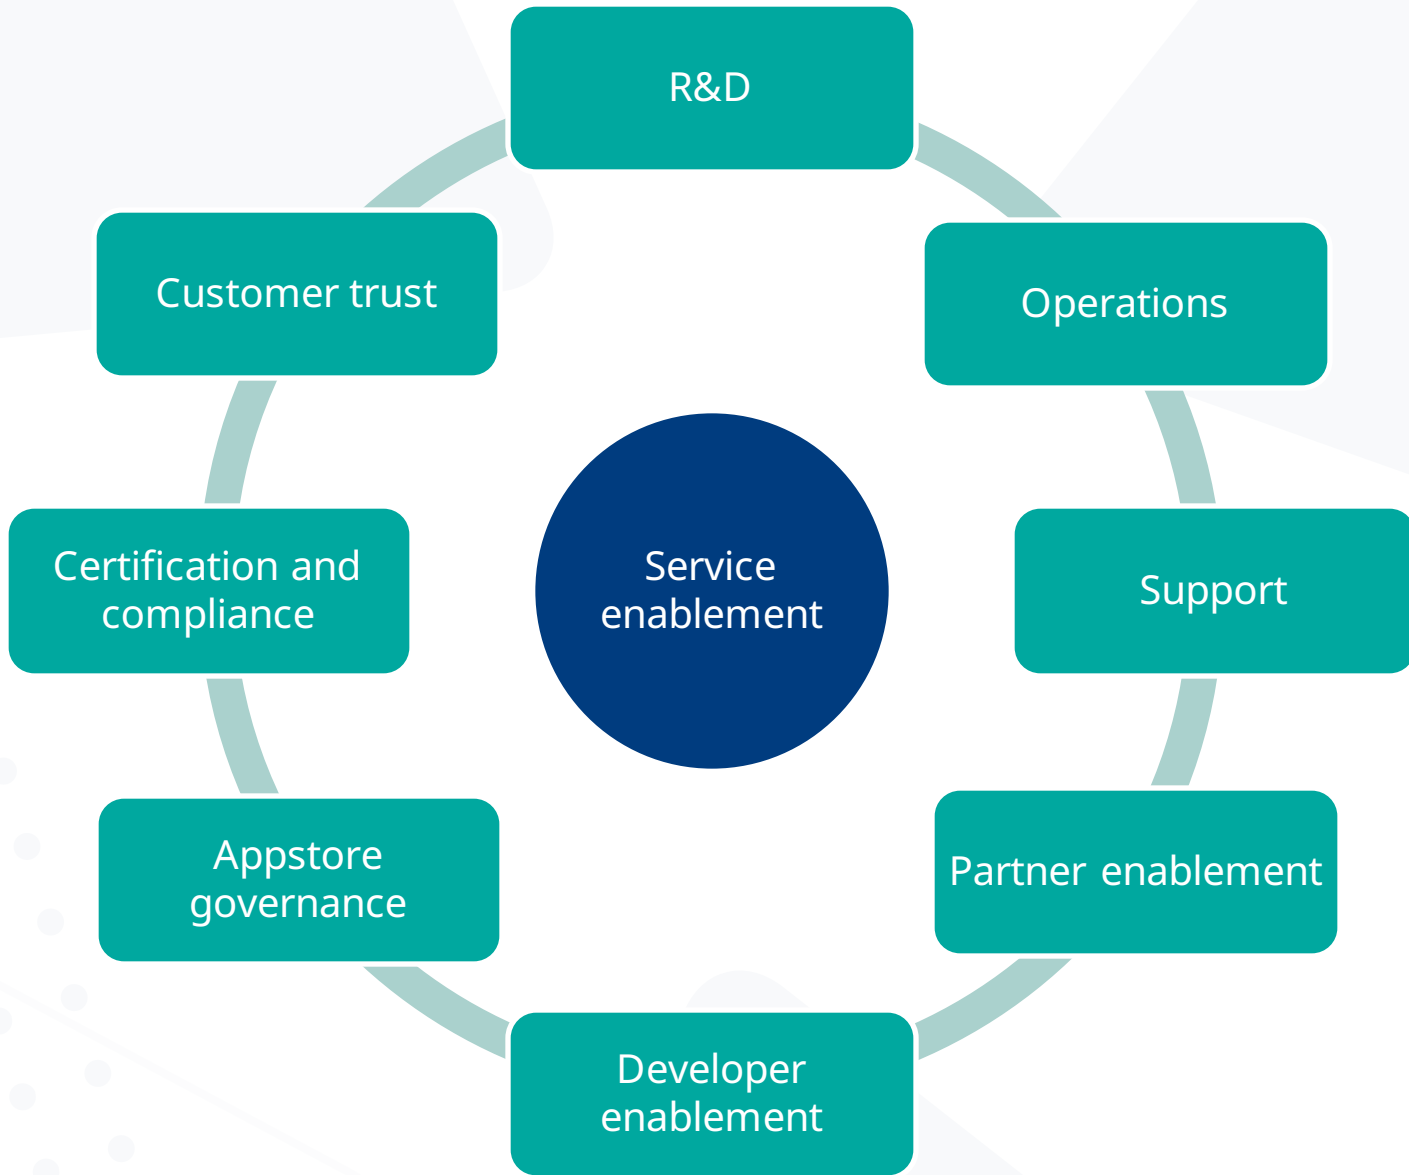 R&D
Customer trust
Operations
Certification and
compliance
Service
enablement
Support
Appstore
governance
Partner enablement
Developer
enablement